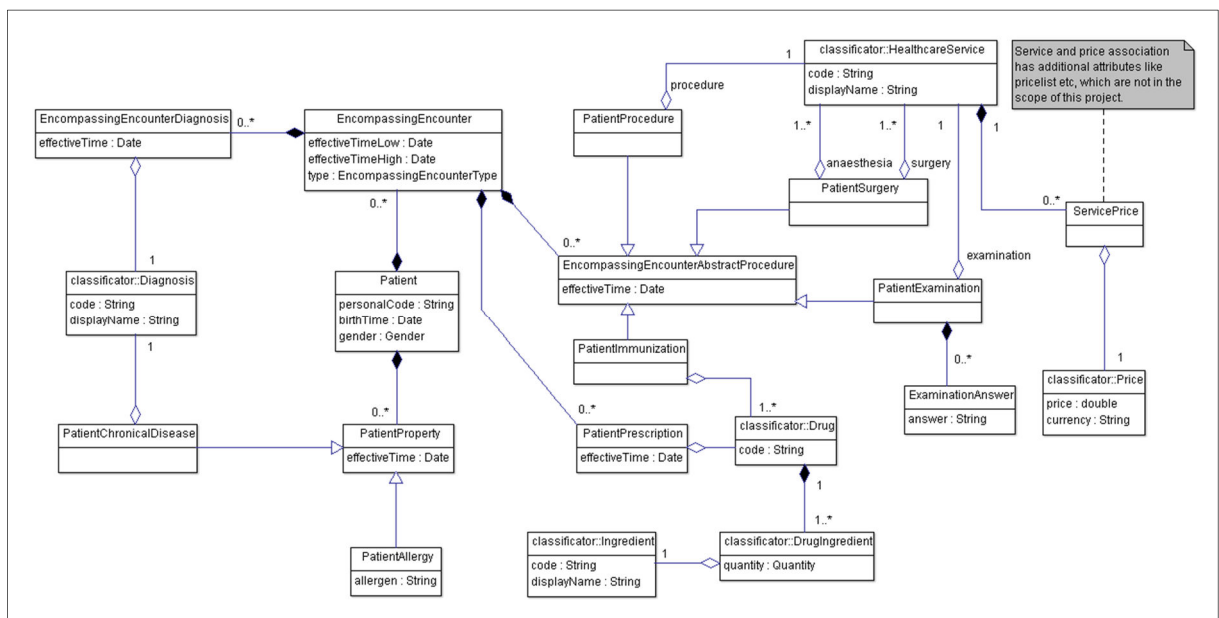 classificator::HealthcareService
code : String
displayName : String
Service and price association
has additional attributes like
pricelist etc, which are not in the
scope of this project.
1
procedure
PatientProcedure
EncompassingEncounterDiagnosis
effectiveTime : Date
0..*
EncompassingEncounter
effectiveTimeLow : Date
effectiveTimeHigh : Date
type : EncompassingEncounterType
1..*
1..*
1
1
anaesthesia
surgery
PatientSurgery
0..*
ServicePrice
0..*
0..*
EncompassingEncounterAbstractProcedure
effectiveTime : Date
examination
PatientExamination
1
classificator::Diagnosis
code : String
displayName : String
1
Patient
personalCode : String
birthTime : Date
gender : Gender
PatientImmunization
0..*
ExaminationAnswer
answer : String
1
classificator::Price
price : double
currency : String
0..*
0..*
1..*
PatientChronicalDisease
PatientProperty
effectiveTime : Date
PatientPrescription
effectiveTime : Date
classificator::Drug
code : String
1
1..*
PatientAllergy
allergen : String
classificator::Ingredient
code : String
displayName : String
1
classificator::DrugIngredient
quantity : Quantity